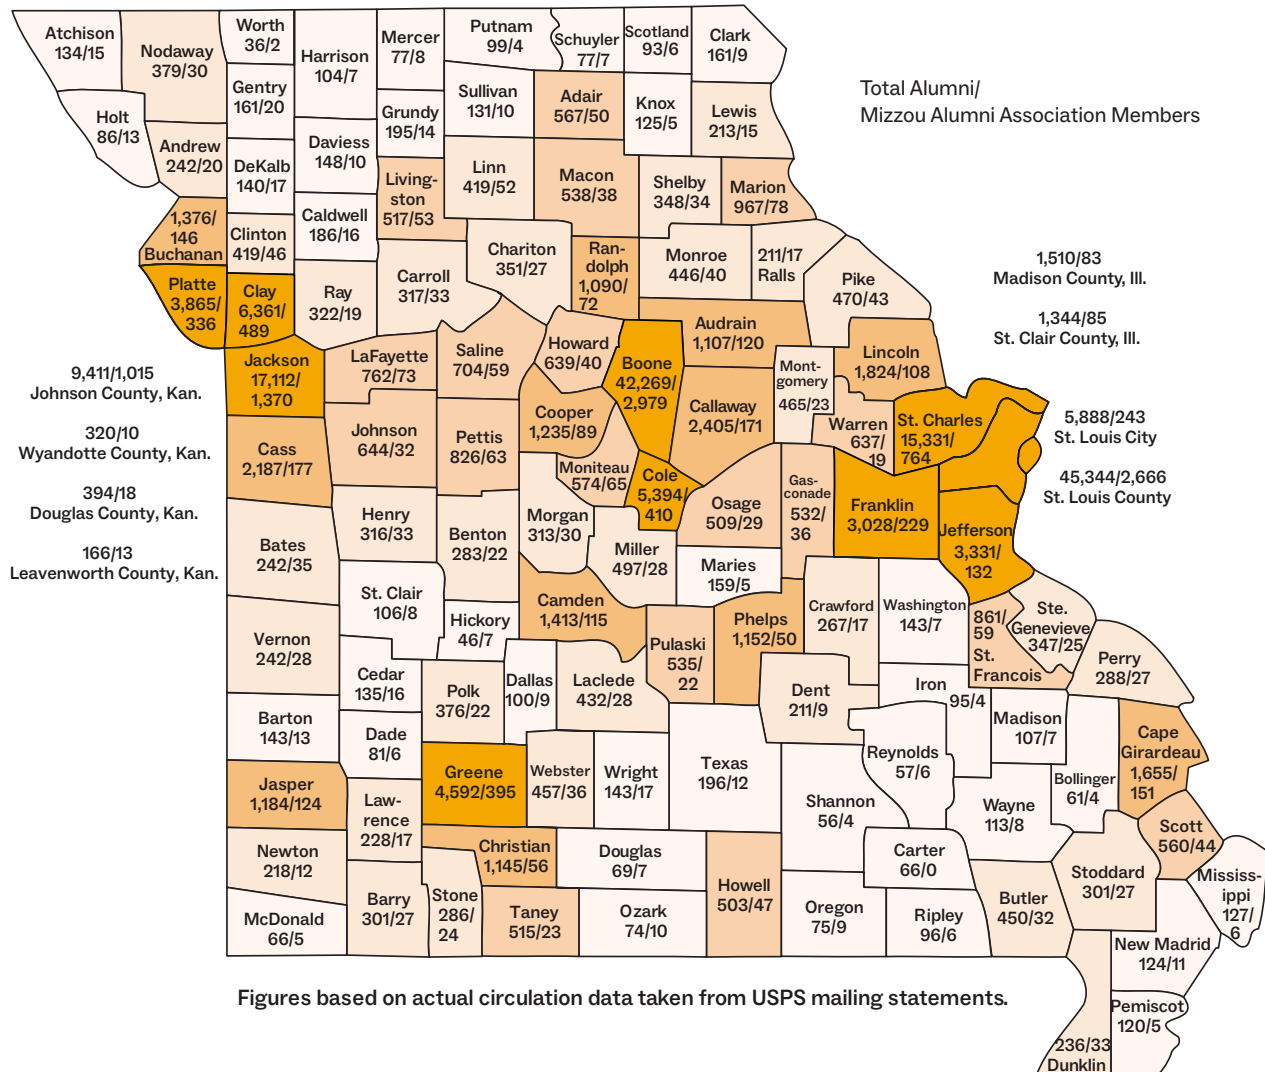 Atchison
134/15
Nodaway
379/30
Worth
36/2
Harrison
104/7
Mercer
77/8
Putnam
99/4
Schuyler
77/7
Scotland
93/6
Clark
161/9
Total Alumni/
Mizzou Alumni Association Members
Holt
86/13
Andrew
242/20
Gentry
161/20
DeKalb
140/17
Daviess
148/10
Grundy
195/14
Sullivan
131/10
Adair
567/50
Knox
125/5
Lewis
213/15
Living-
ston
517/53
Linn
419/52
Macon
538/38
Shelby
348/34
Marion
967/78
1,376/
146
Buchanan
Clinton
419/46
Caldwell
186/16
Carroll
317/33
Chariton
351/27
Ran-
dolph
1,090/
72
Monroe
446/40
211/17
Ralls
Pike
470/43
1,510/83
Madison County, Ill.
1,344/85
St. Clair County, Ill.
Platte
3,865/
336
Clay
6,361/
489
Ray
322/19
Jackson
17,112/
1,370
LaFayette
762/73
Saline
704/59
Howard
639/40
Boone
42,269/
2,979
Audrain
1,107/120
Mont-
gomery
465/23
Lincoln
1,824/108
9,411/1,015
Johnson County, Kan.
320/10
Wyandotte County, Kan.
394/18
Douglas County, Kan.
166/13
Leavenworth County, Kan.
Cass
2,187/177
Johnson
644/32
Pettis
826/63
Cooper
1,235/89
Moniteau
574/65
Cole
5,394/
410
Callaway
2,405/171
Warren
637/
19
St. Charles
15,331/
764
5,888/243
St. Louis City
45,344/2,666
St. Louis County
Bates
242/35
Henry
316/33
Benton
283/22
Morgan
313/30
Miller
497/28
Osage
509/29
Gas-
conade
532/
36
Franklin
3,028/229
Jefferson
3,331/
132
Maries
159/5
St. Clair
106/8
Hickory
46/7
Camden
1,413/115
Pulaski
535/
22
Phelps
1,152/50
Crawford
267/17
Washington
143/7
861/
59
St.
Francois
Ste.
Genevieve
347/25
Perry
288/27
Vernon
242/28
Cedar
135/16
Polk
376/22
Dallas
100/9
Laclede
432/28
Dent
211/9
Iron
95/4
Madison
107/7
Bollinger
61/4
Cape
Girardeau
1,655/
151
Barton
143/13
Dade
81/6
Greene
4,592/395
Webster
457/36
Wright
143/17
Texas
196/12
Reynolds
57/6
Shannon
56/4
Wayne
113/8
Scott
560/44
Jasper
1,184/124
Law-
rence
228/17
Christian
1,145/56
Douglas
69/7
Howell
503/47
Carter
66/0
Butler
450/32
Stoddard
301/27
Mississ-
ippi
127/
6
Newton
218/12
McDonald
66/5
Barry
301/27
Stone
286/
24
Taney
515/23
Ozark
74/10
Oregon
75/9
Ripley
96/6
New Madrid
124/11
Pemiscot
120/5
236/33
Dunklin
Figures based on actual circulation data taken from USPS mailing statements.